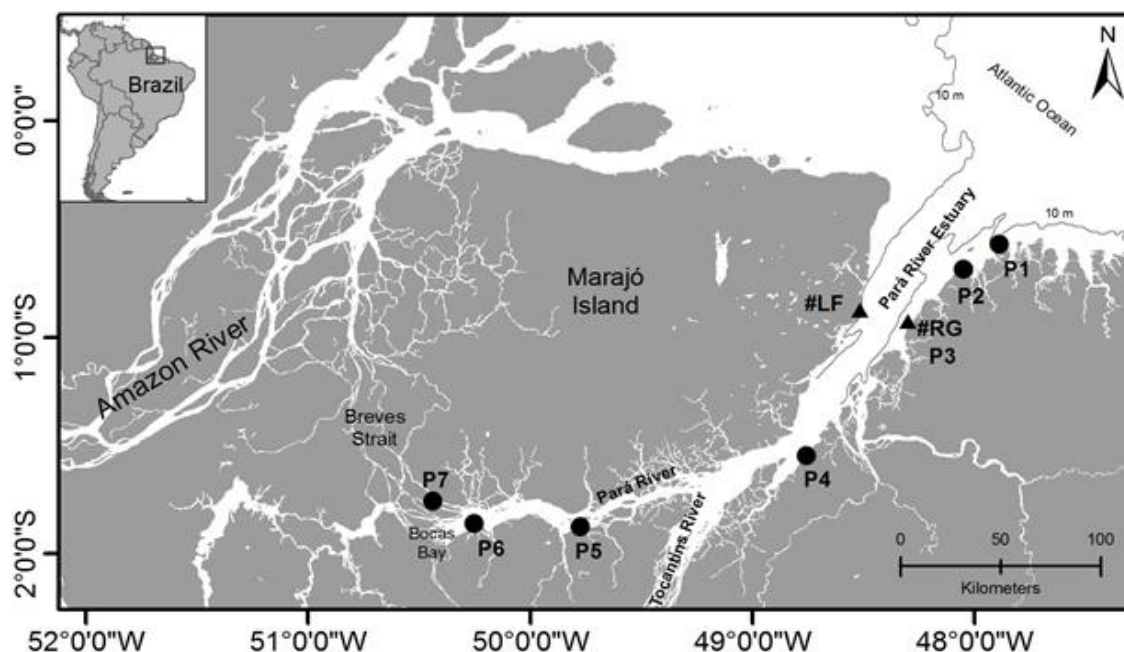 Brazil
N
10 m
Atlantic Ocean
0°0'0"
Pará River Estuary
10 m
P1
P2
Marajó
Island
#LF
#RG
P3
1°0'0"S
Amazon River
Breves
Strait
P4
P7
Pará River
Bocas
Bay
P6
P5
Tocantins River
2°0'0"S
0 50 100
Kilometers
52°0'0"W 51°0'0"W 50°0'0"W 49°0'0"W 48°0'0"W